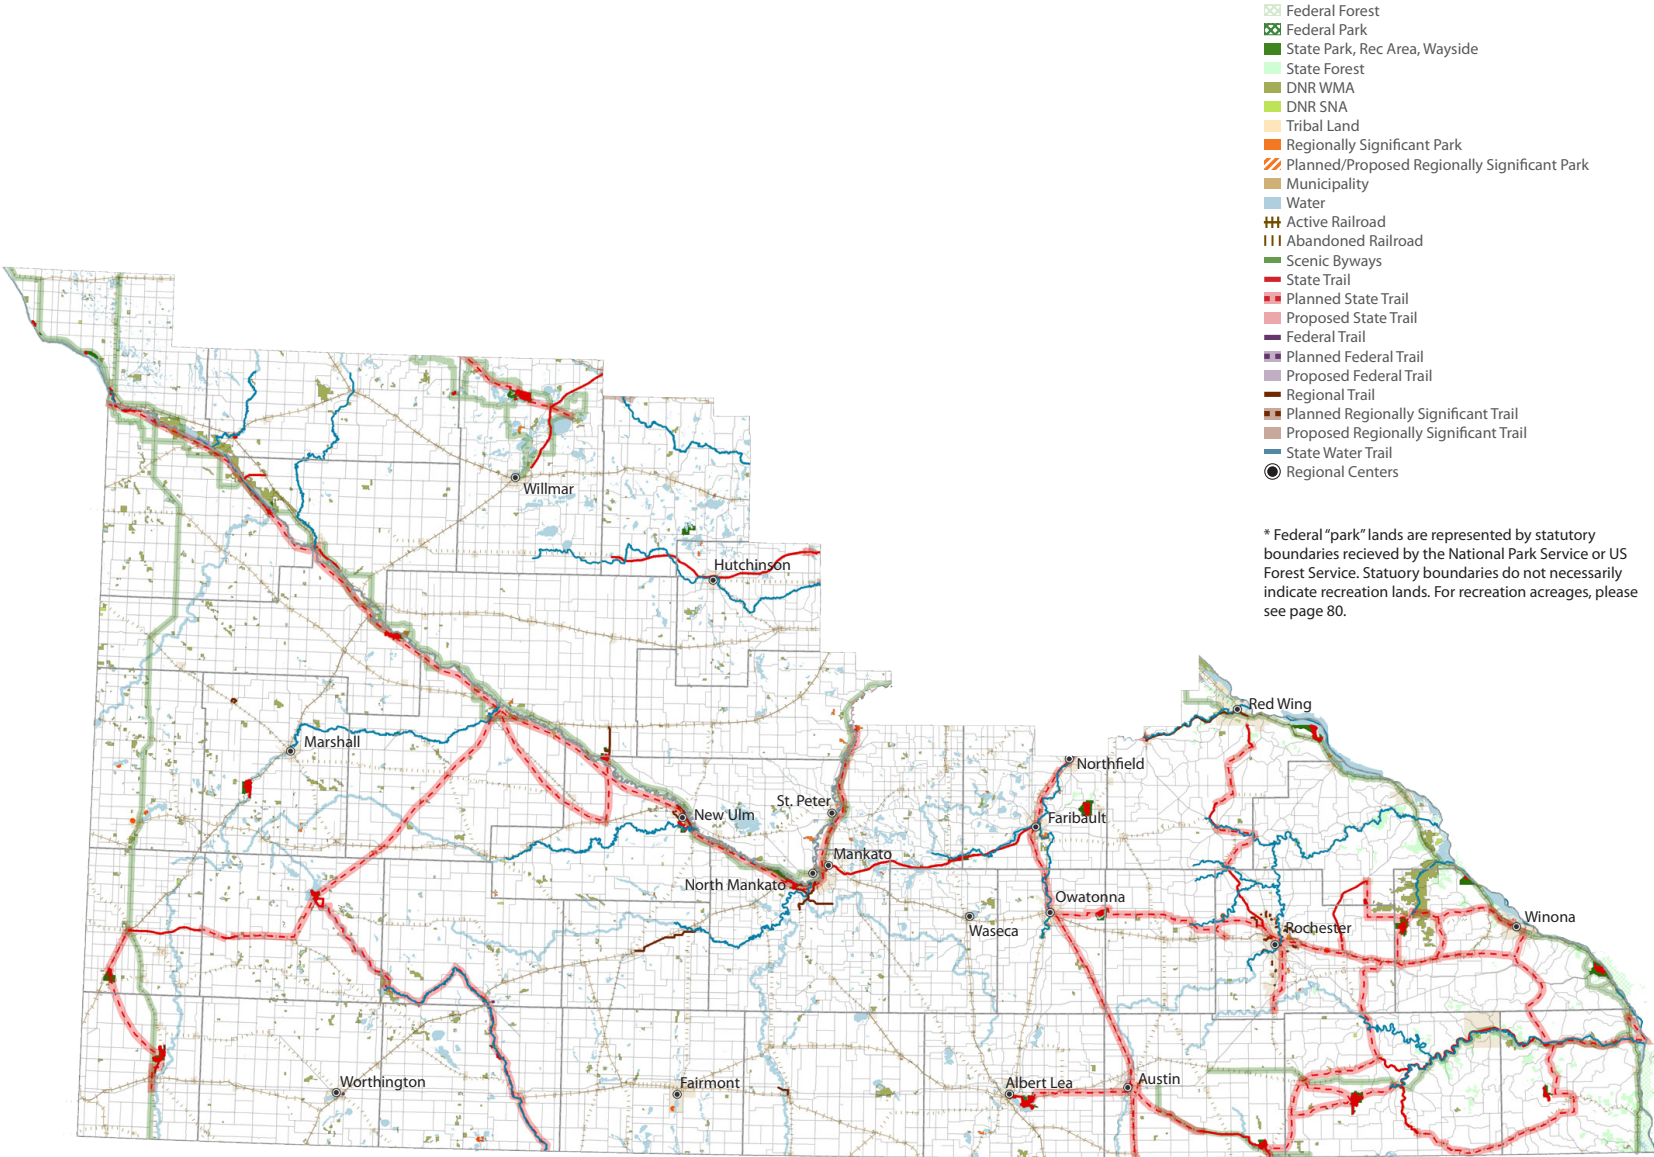 Federal Forest
Federal Park
State Park, Rec Area, Wayside
State Forest
DNR WMA
DNR SNA
Tribal Land
Regionally Significant Park
Planned/Proposed Regionally Significant Park
Municipality
Water
Active Railroad
Abandoned Railroad
Scenic Byways
State Trail
Planned State Trail
Proposed State Trail
Federal Trail
Planned Federal Trail
Proposed Federal Trail
Regional Trail
Planned Regionally Significant Trail
Proposed Regionally Significant Trail
State Water Trail
Regional Centers
* Federal “park” lands are represented by statutory
boundaries recieved by the National Park Service or US
Forest Service. Statuory boundaries do not necessarily
indicate recreation lands. For recreation acreages, please
see page 80.
Willmar
Hutchinson
Red Wing
Marshall
Northfield
St. Peter
New Ulm
Faribault
Mankato
North Mankato
Owatonna
Waseca
Rochester
Winona
Worthington
Fairmont
Albert Lea
Austin